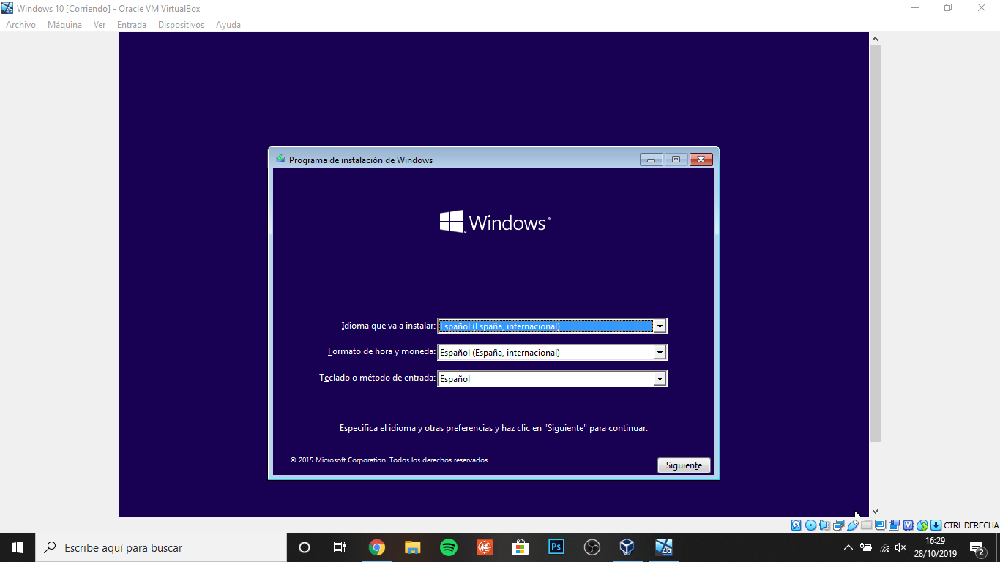 Windows 10 [Corriendo] - Oracle VM VirtualBox
Archivo Máquina Ver Entrada Dispositivos Ayuda
Programa de instalación de Windows
Windows
Idioma que va a instalar: Español (España, internacional)
Formato de hora y moneda: Español (España, internacional)
Teclado o método de entrada: Español
Especifica el idioma y otras preferencias y haz clic en "Siguiente" para continuar.
© 2015 Microsoft Corporation. Todos los derechos reservados.
Siguiente
CTRL DERECHA
Escribe aquí para buscar
Ps
10
16:29
28/10/2019
2